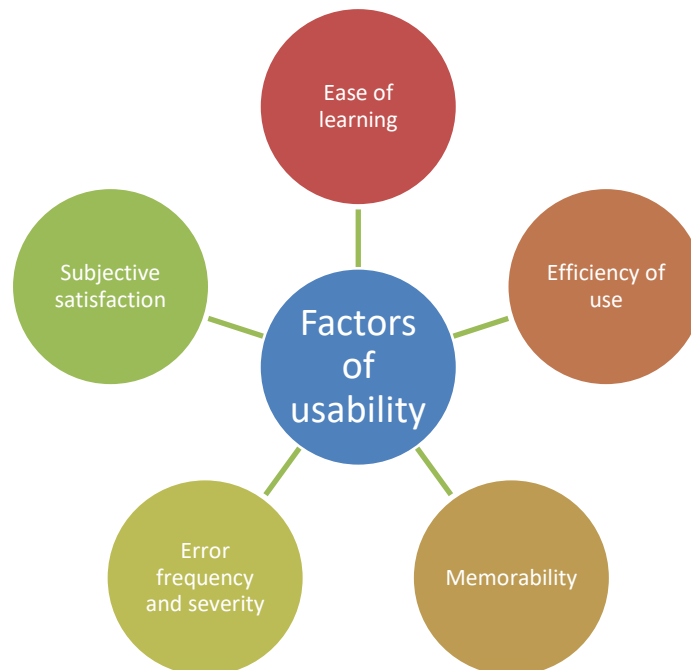 Ease of
learning
Subjective
satisfaction
Efficiency of
use
Factors
of
usability
Error
frequency
and severity
Memorability